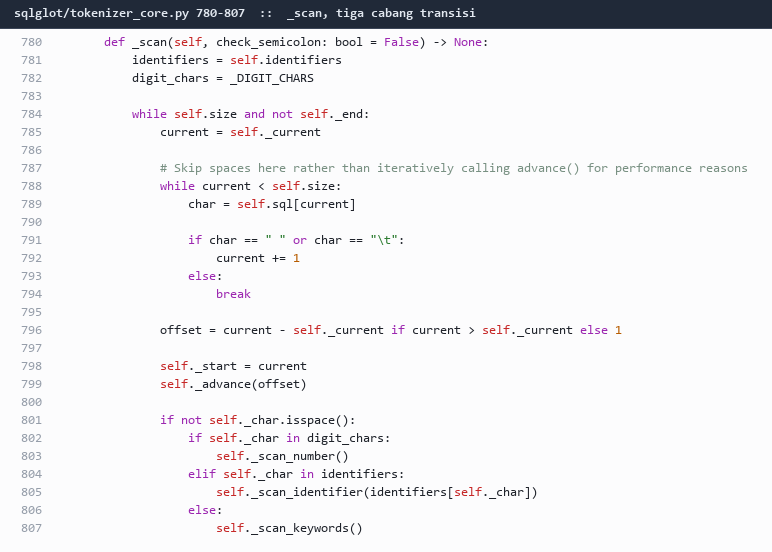 sqlglot/tokenizer_core.py 780-807  ::  _scan, tiga cabang transisi
780     def _scan(self, check_semicolon: bool = False) -> None:
781         identifiers = self.identifiers
782         digit_chars = _DIGIT_CHARS
783
784         while self.size and not self._end:
785             current = self._current
786
787             # Skip spaces here rather than iteratively calling advance() for performance reasons
788             while current < self.size:
789                 char = self.sql[current]
790
791                 if char == " " or char == "\t":
792                     current += 1
793                 else:
794                     break
795
796             offset = current - self._current if current > self._current else 1
797
798             self._start = current
799             self._advance(offset)
800
801             if not self._char.isspace():
802                 if self._char in digit_chars:
803                     self._scan_number()
804                 elif self._char in identifiers:
805                     self._scan_identifier(identifiers[self._char])
806                 else:
807                     self._scan_keywords()